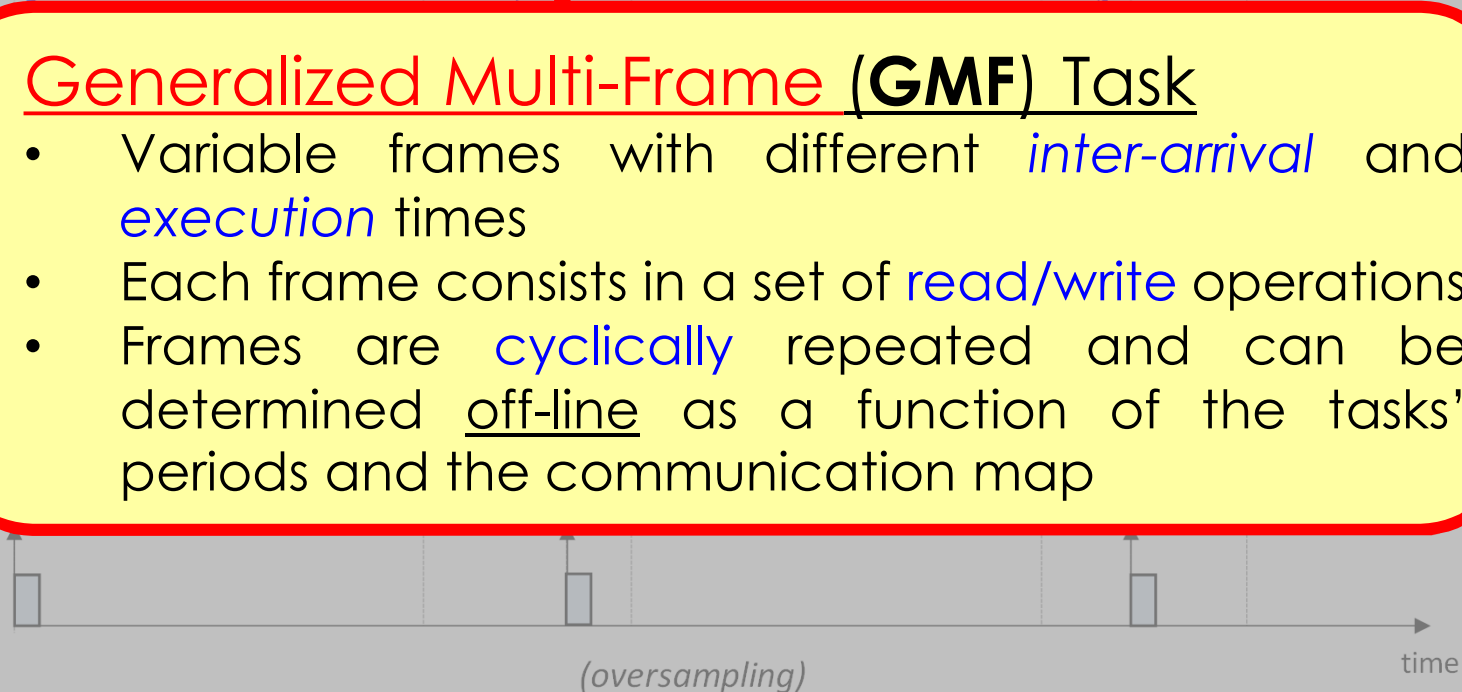 Generalized Multi-Frame (GMF) Task
• Variable frames with different inter-arrival and
execution times
• Each frame consists in a set of read/write operations
• Frames are cyclically repeated and can be
determined off-line as a function of the tasks'
periods and the communication map
time
(oversampling)